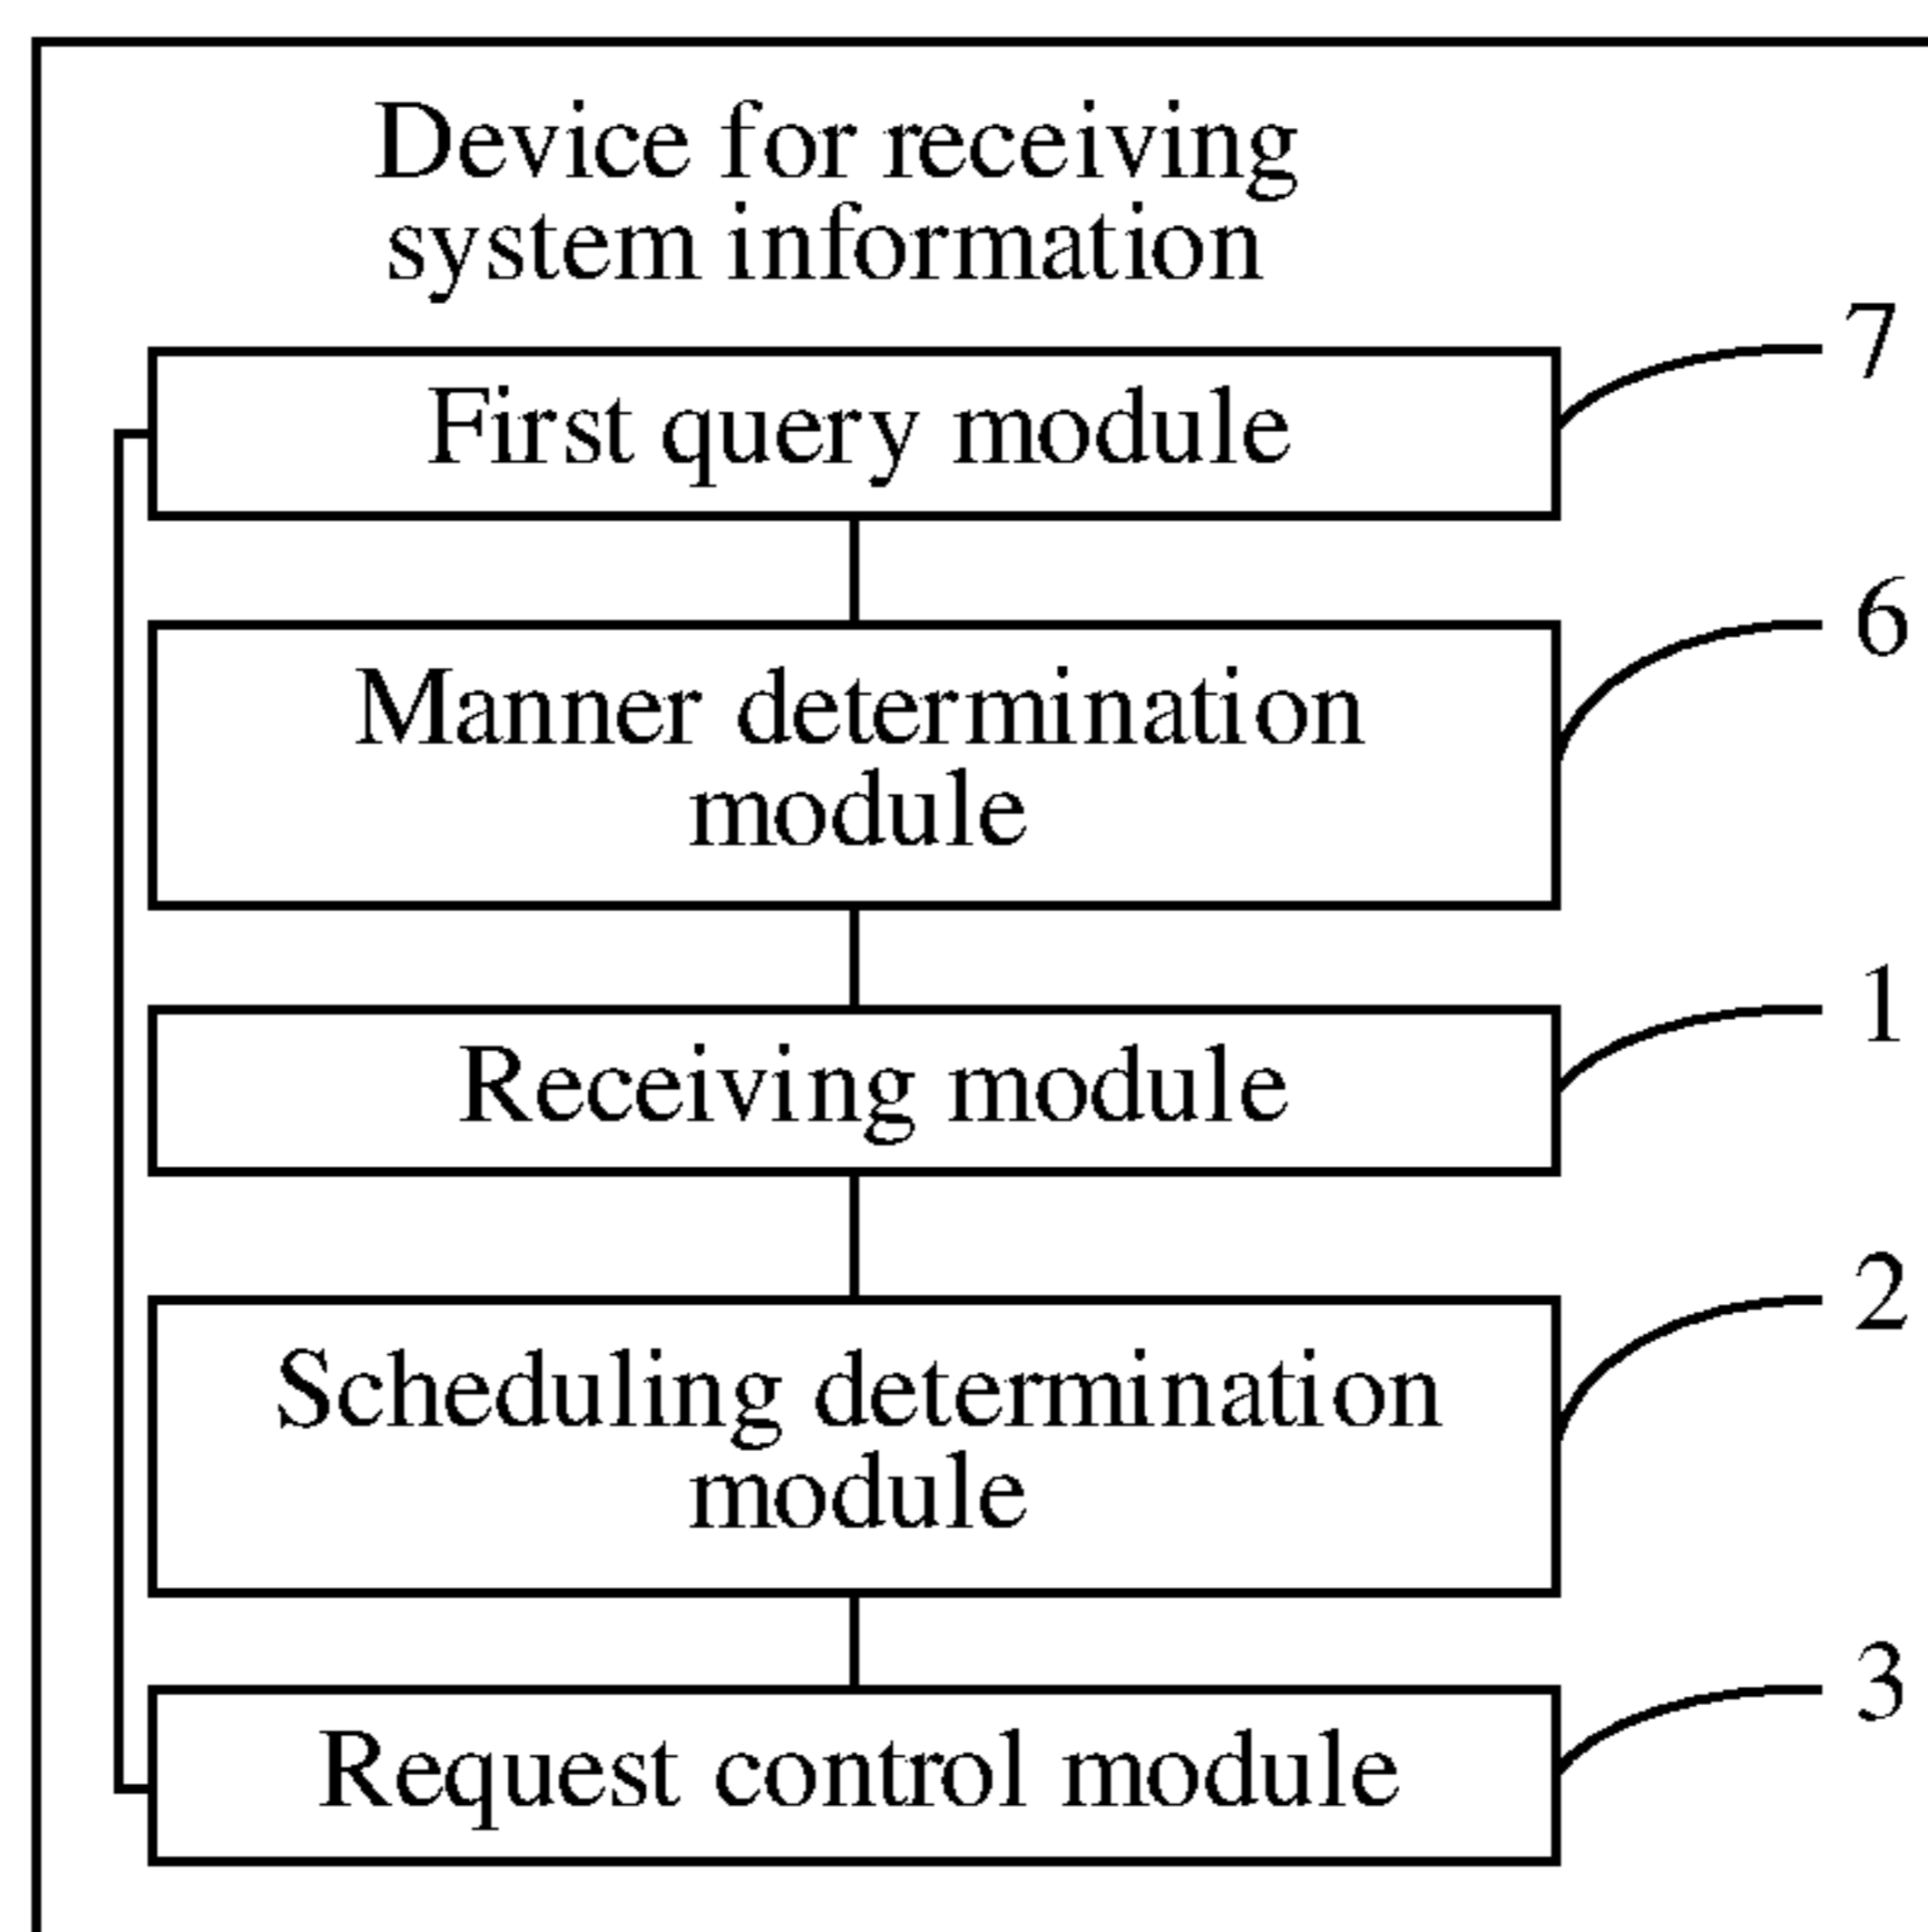 Device for receiving
system information
7
First query module
6
Manner determination
module
1
Receiving module
2
Scheduling determination
module
3
Request control module